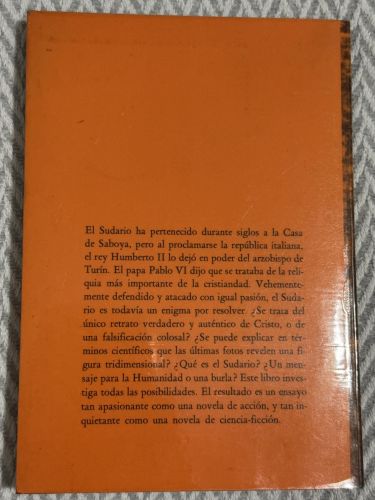 El Sudario ha pertenecido durante siglos a la Casa
de Saboya, pero al proclamarse la república italiana,
el rey Humberto II lo dejó en poder del arzobispo de
Turín. El papa Pablo VI dijo que se trataba de la reli-
quia más importante de la cristiandad. Vehemente-
mente defendido y atacado con igual pasión, el Suda-
rio es todavía un enigma por resolver. ¿Se trata del
único retrato verdadero y auténtico de Cristo, o de
una falsificación colosal? ¿Se puede explicar en tér-
minos científicos que las últimas fotos revelen una fi-
gura tridimensional? ¿Qué es el Sudario? ¿Un men-
saje para la Humanidad o una burla? Este libro inves-
tiga todas las posibilidades. El resultado es un ensayo
tan apasionante como una novela de acción, y tan in-
quietante como una novela de ciencia-ficción.